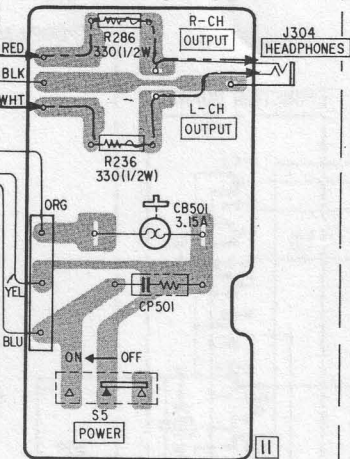 R-CH
OUTPUT
J304
HEADPHONES
RED
R286
330(1/2W)
BLK
WHT
L-CH
OUTPUT
R236
330(1/2W)
ORG
CB501
3.15A
YEL
CP501
BLU
ON OFF
S5
POWER
11